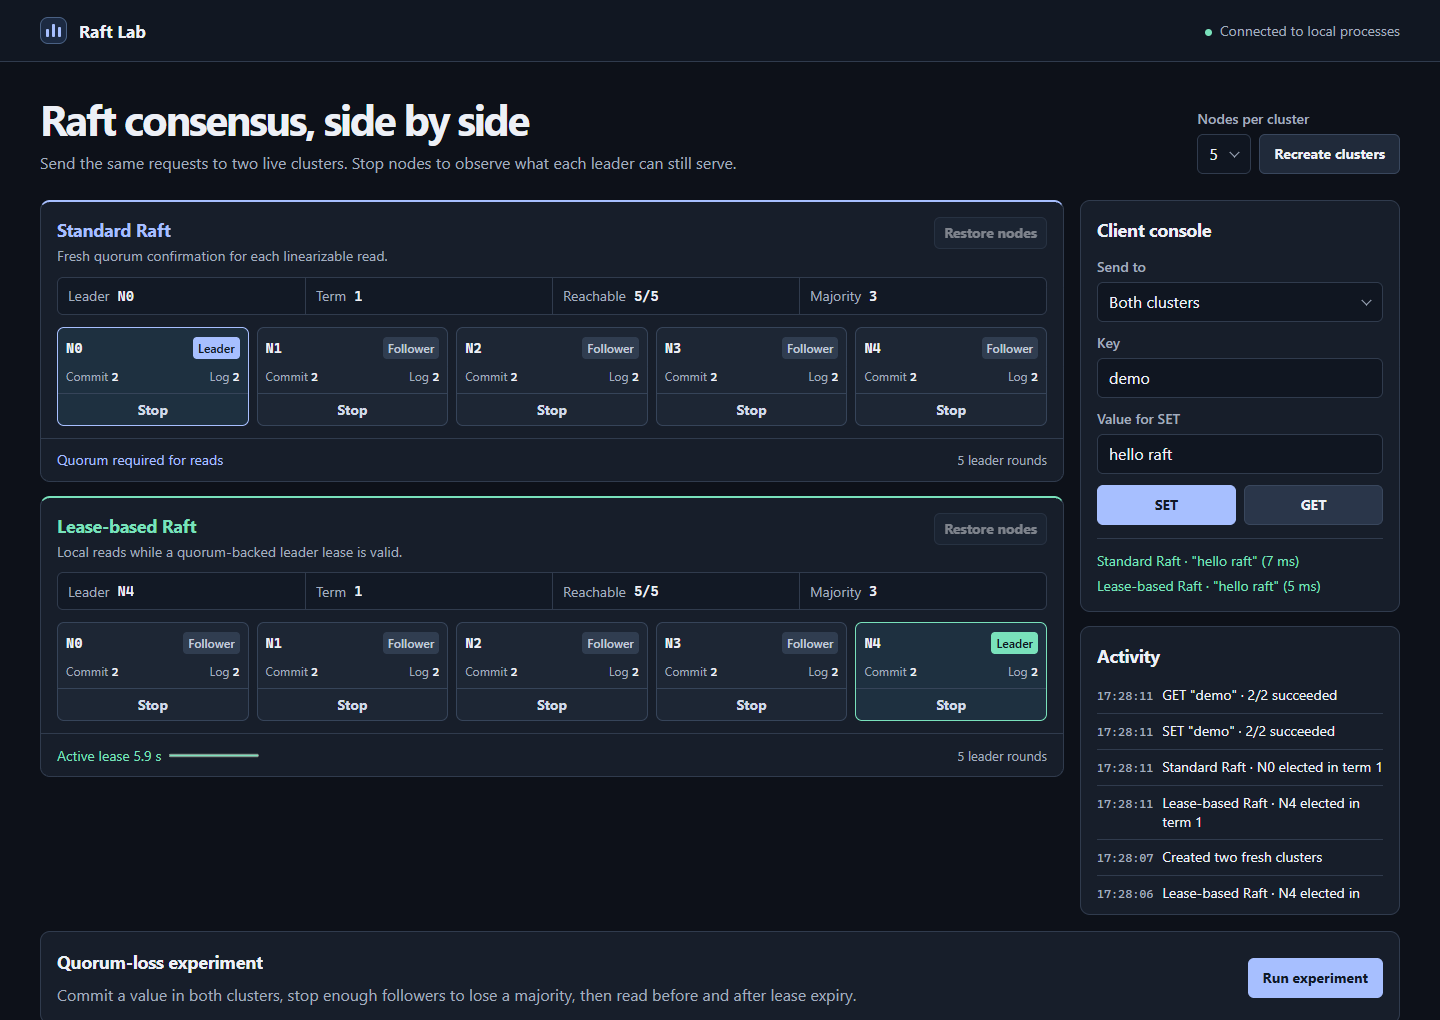 Raft Lab
Connected to local processes
Raft consensus, side by side
Send the same requests to two live clusters. Stop nodes to observe what each leader can still serve.
Nodes per cluster
5
Recreate clusters
Standard Raft
Restore nodes
Fresh quorum confirmation for each linearizable read.
Leader N0
Term 1
Reachable 5/5
Majority 3
N0 Leader
Commit 2 Log 2
Stop
N1 Follower
Commit 2 Log 2
Stop
N2 Follower
Commit 2 Log 2
Stop
N3 Follower
Commit 2 Log 2
Stop
N4 Follower
Commit 2 Log 2
Stop
Quorum required for reads
5 leader rounds
Lease-based Raft
Restore nodes
Local reads while a quorum-backed leader lease is valid.
Leader N4
Term 1
Reachable 5/5
Majority 3
N0 Follower
Commit 2 Log 2
Stop
N1 Follower
Commit 2 Log 2
Stop
N2 Follower
Commit 2 Log 2
Stop
N3 Follower
Commit 2 Log 2
Stop
N4 Leader
Commit 2 Log 2
Stop
Active lease 5.9 s
5 leader rounds
Client console
Send to
Both clusters
Key
demo
Value for SET
hello raft
SET
GET
Standard Raft · "hello raft" (7 ms)
Lease-based Raft · "hello raft" (5 ms)
Activity
17:28:11 GET "demo" · 2/2 succeeded
17:28:11 SET "demo" · 2/2 succeeded
17:28:11 Standard Raft · N0 elected in term 1
17:28:11 Lease-based Raft · N4 elected in
term 1
17:28:07 Created two fresh clusters
17:28:06 Lease-based Raft · N4 elected in
Quorum-loss experiment
Commit a value in both clusters, stop enough followers to lose a majority, then read before and after lease expiry.
Run experiment